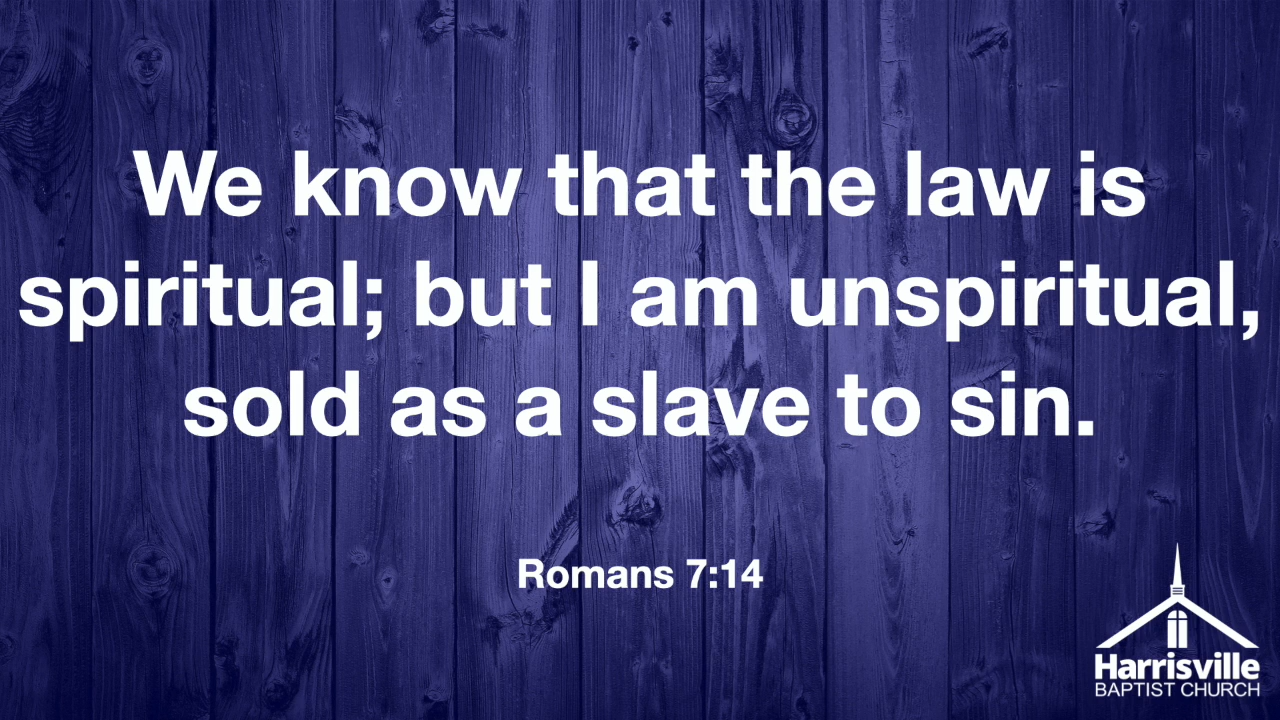 We know that the law is
spiritual; but I am unspiritual,
sold as a slave to sin.
Romans 7:14
Harrisville
BAPTIST CHURCH